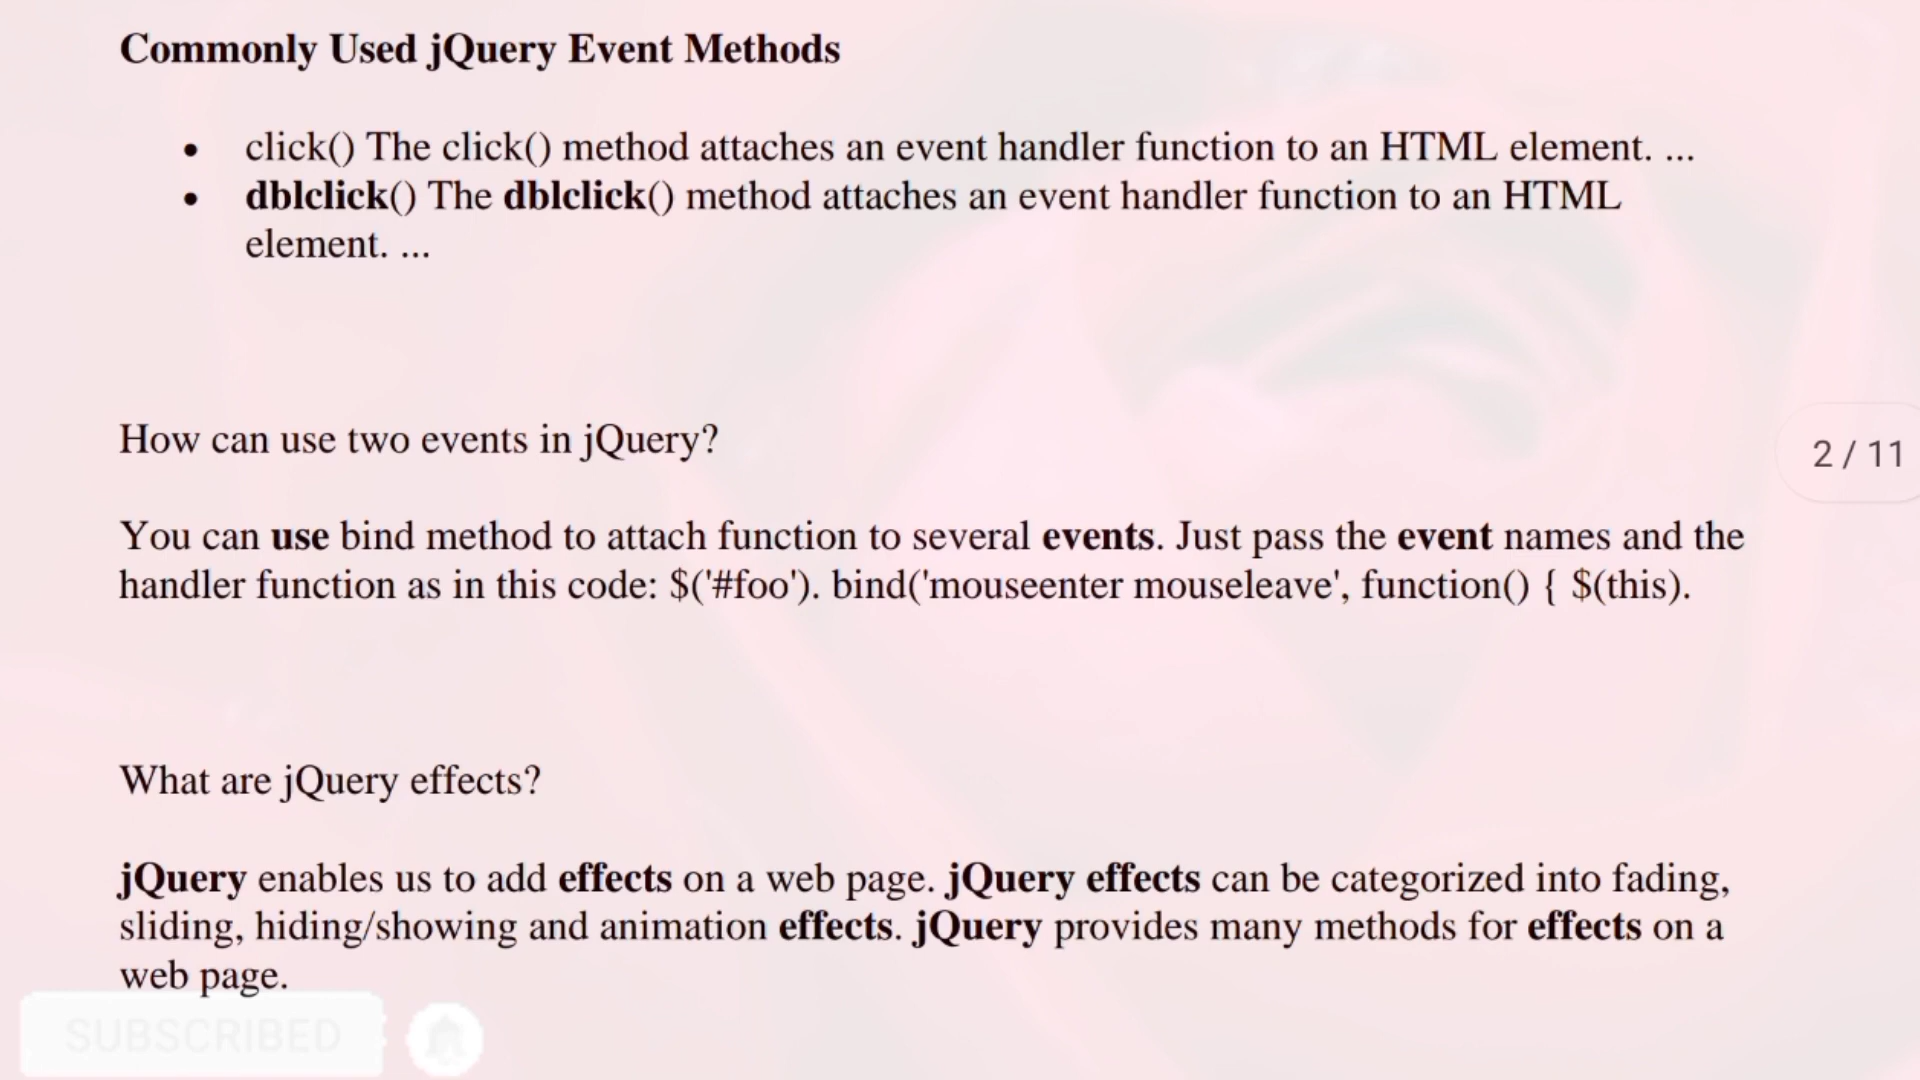 Commonly Used jQuery Event Methods
• click() The click() method attaches an event handler function to an HTML element. ...
• dblclick() The dblclick() method attaches an event handler function to an HTML
element. ...
How can use two events in jQuery?
2 / 11
You can use bind method to attach function to several events. Just pass the event names and the
handler function as in this code: $('#foo'). bind('mouseenter mouseleave', function() { $(this).
What are jQuery effects?
jQuery enables us to add effects on a web page. jQuery effects can be categorized into fading,
sliding, hiding/showing and animation effects. jQuery provides many methods for effects on a
web page.
SUBSCRIBED